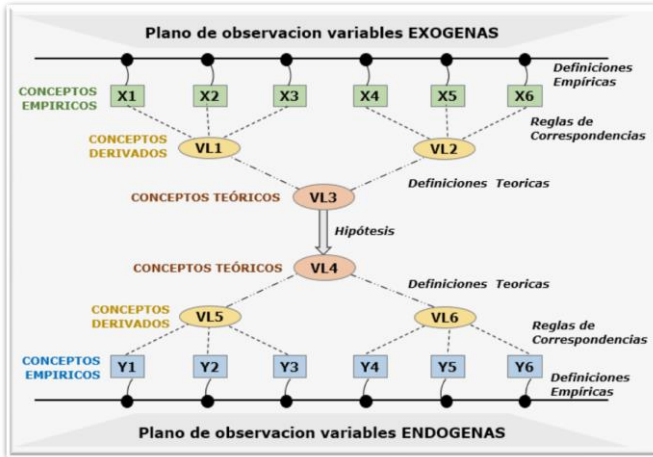 Plano de observacion variables EXOGENAS
Definiciones
Empíricas
CONCEPTOS
EMPIRICOS
X1 X2 X3 X4 X5 X6
Reglas de
Correspondencias
CONCEPTOS
DERIVADOS
VL1 VL2
Definiciones Teoricas
CONCEPTOS TEÓRICOS
VL3
Hipótesis
CONCEPTOS TEÓRICOS
VL4
Definiciones Teoricas
CONCEPTOS
DERIVADOS
VL5 VL6
Reglas de
Correspondencias
CONCEPTOS
EMPIRICOS
Y1 Y2 Y3 Y4 Y5 Y6
Definiciones
Empíricas
Plano de observacion variables ENDOGENAS